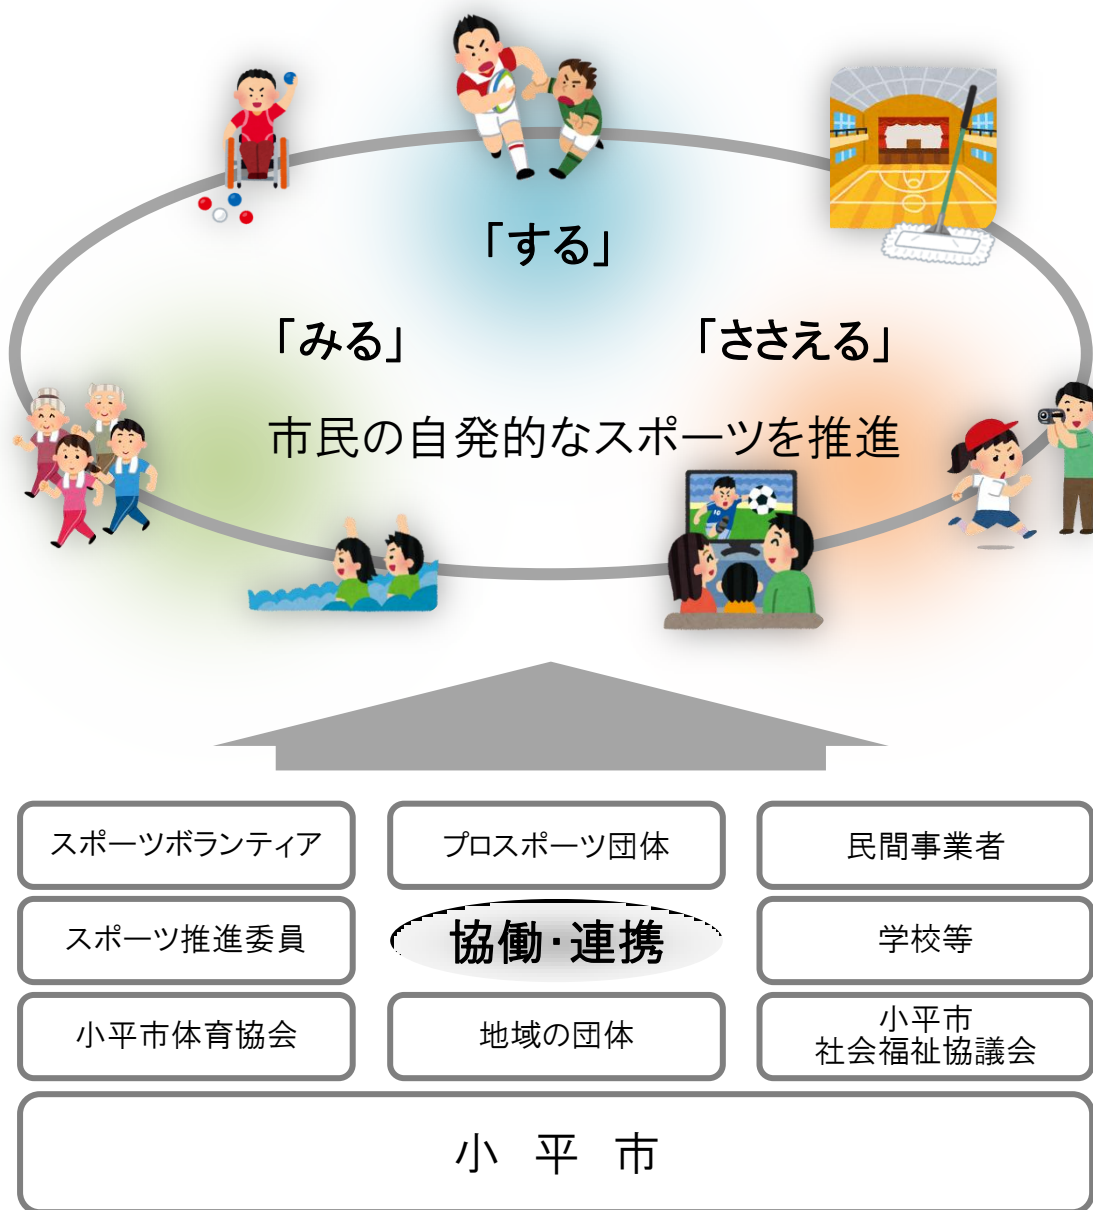 「する」
「みる」
「ささえる」
市民の自発的なスポーツを推進
スポーツボランティア
プロスポーツ団体
民間事業者
スポーツ推進委員
協働・連携
学校等
小平市体育協会
地域の団体
小平市
社会福祉協議会
小 平 市